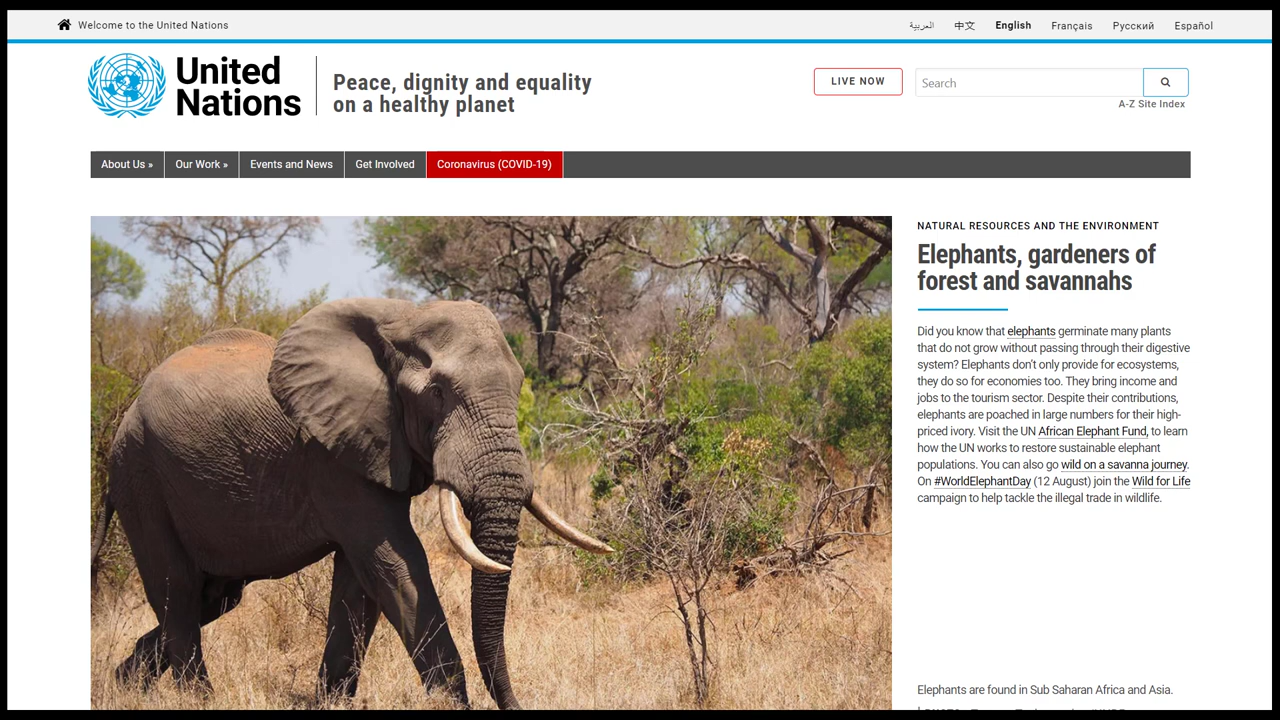 Welcome to the United Nations
العربية
中文
English
Français
Русский
Español
United
Nations
Peace, dignity and equality
on a healthy planet
LIVE NOW
Search
A-Z Site Index
About Us »
Our Work »
Events and News
Get Involved
Coronavirus (COVID-19)
NATURAL RESOURCES AND THE ENVIRONMENT
Elephants, gardeners of
forest and savannahs
Did you know that elephants germinate many plants
that do not grow without passing through their digestive
system? Elephants don't only provide for ecosystems,
they do so for economies too. They bring income and
jobs to the tourism sector. Despite their contributions,
elephants are poached in large numbers for their high-
priced ivory. Visit the UN African Elephant Fund, to learn
how the UN works to restore sustainable elephant
populations. You can also go wild on a savanna journey.
On #WorldElephantDay (12 August) join the Wild for Life
campaign to help tackle the illegal trade in wildlife.
Elephants are found in Sub Saharan Africa and Asia.